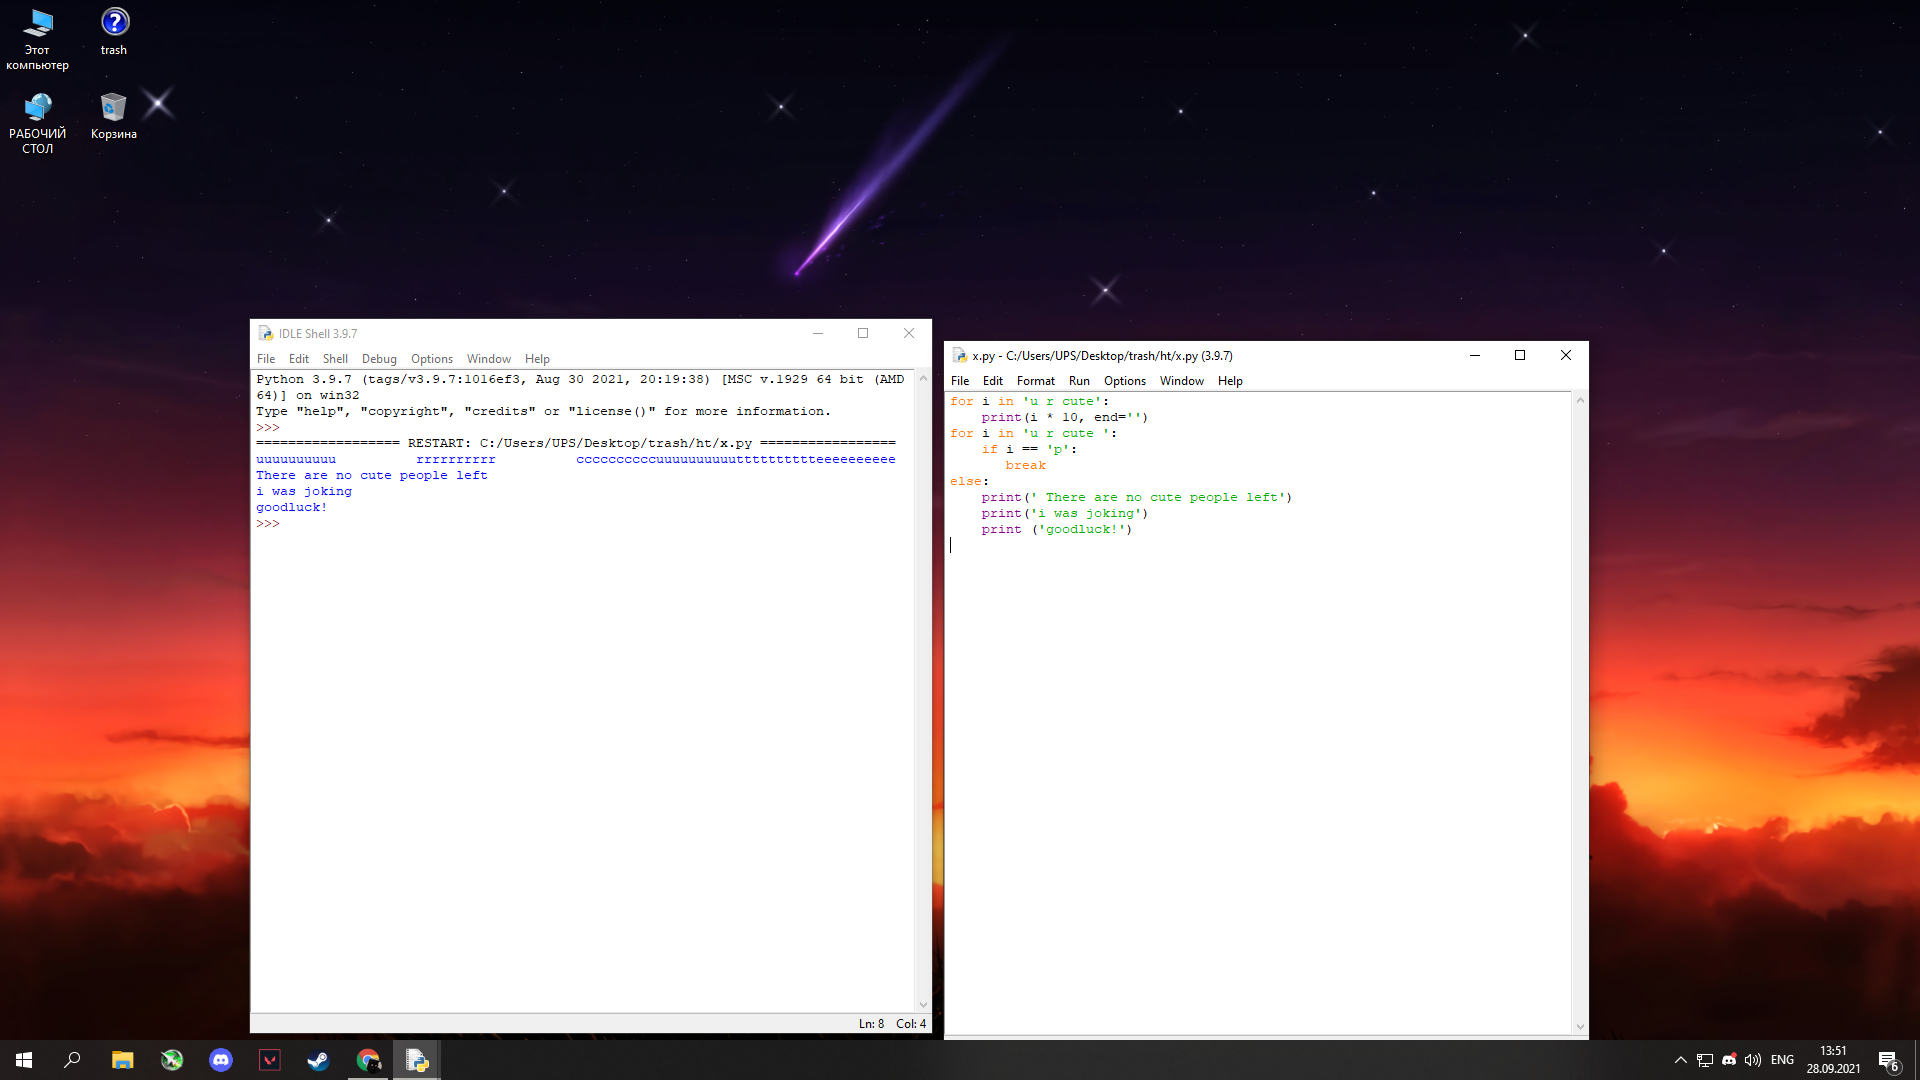 Этот
компьютер
trash
РАБОЧИЙ
СТОЛ
Корзина
IDLE Shell 3.9.7
File Edit Shell Debug Options Window Help
Python 3.9.7 (tags/v3.9.7:1016ef3, Aug 30 2021, 20:19:38) [MSC v.1929 64 bit (AMD
64)] on win32
Type "help", "copyright", "credits" or "license()" for more information.
>>>
================== RESTART: C:/Users/UPS/Desktop/trash/ht/x.py =================
uuuuuuuuuu          rrrrrrrrrr          ccccccccccuuuuuuuuuutttttttttteeeeeeeeee
There are no cute people left
i was joking
goodluck!
>>>
Ln: 8 Col: 4
x.py - C:/Users/UPS/Desktop/trash/ht/x.py (3.9.7)
File Edit Format Run Options Window Help
for i in 'u r cute':
    print(i * 10, end='')
for i in 'u r cute ':
    if i == 'p':
       break
else:
    print(' There are no cute people left')
    print('i was joking')
    print ('goodluck!')
ENG
13:51
28.09.2021
6